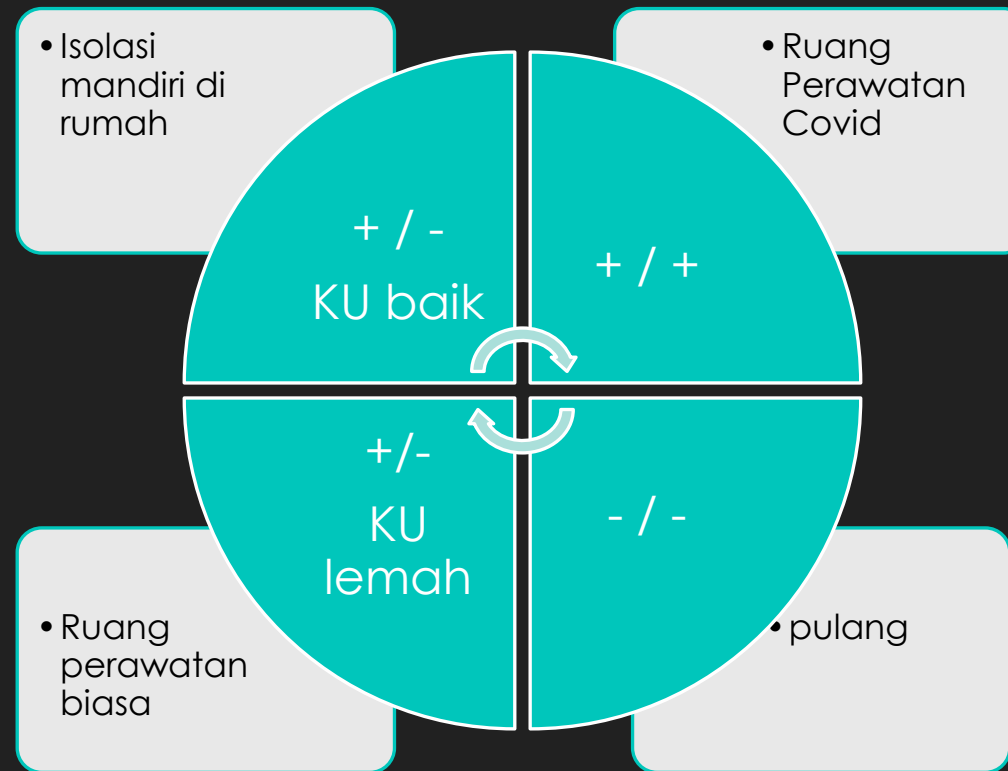 • Isolasi
mandiri di
rumah
• Ruang
Perawatan
Covid
+ / -
KU baik
+ / +
+/-
KU
lemah
- / -
• Ruang
perawatan
biasa
• pulang